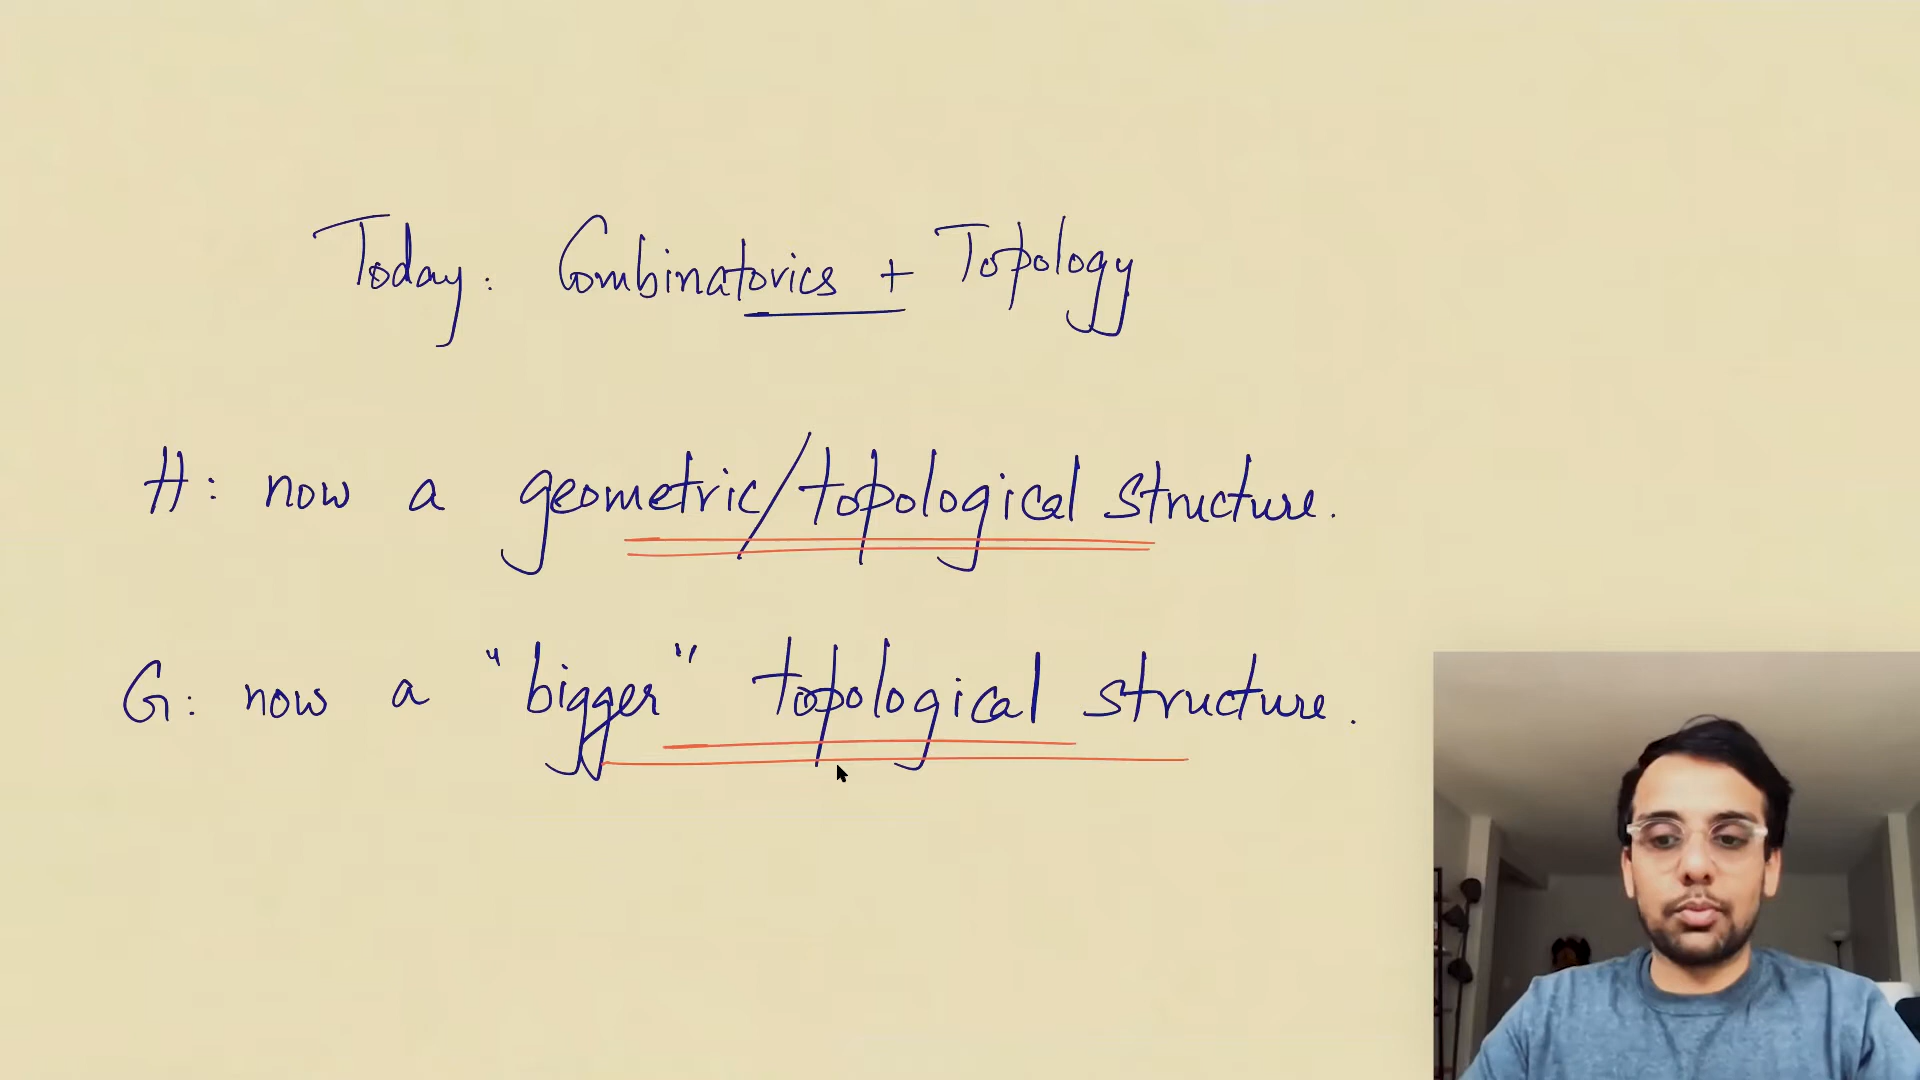 Today: Combinatorics + Topology
H: now a geometric/topological structure.
G: now a "bigger" topological structure.